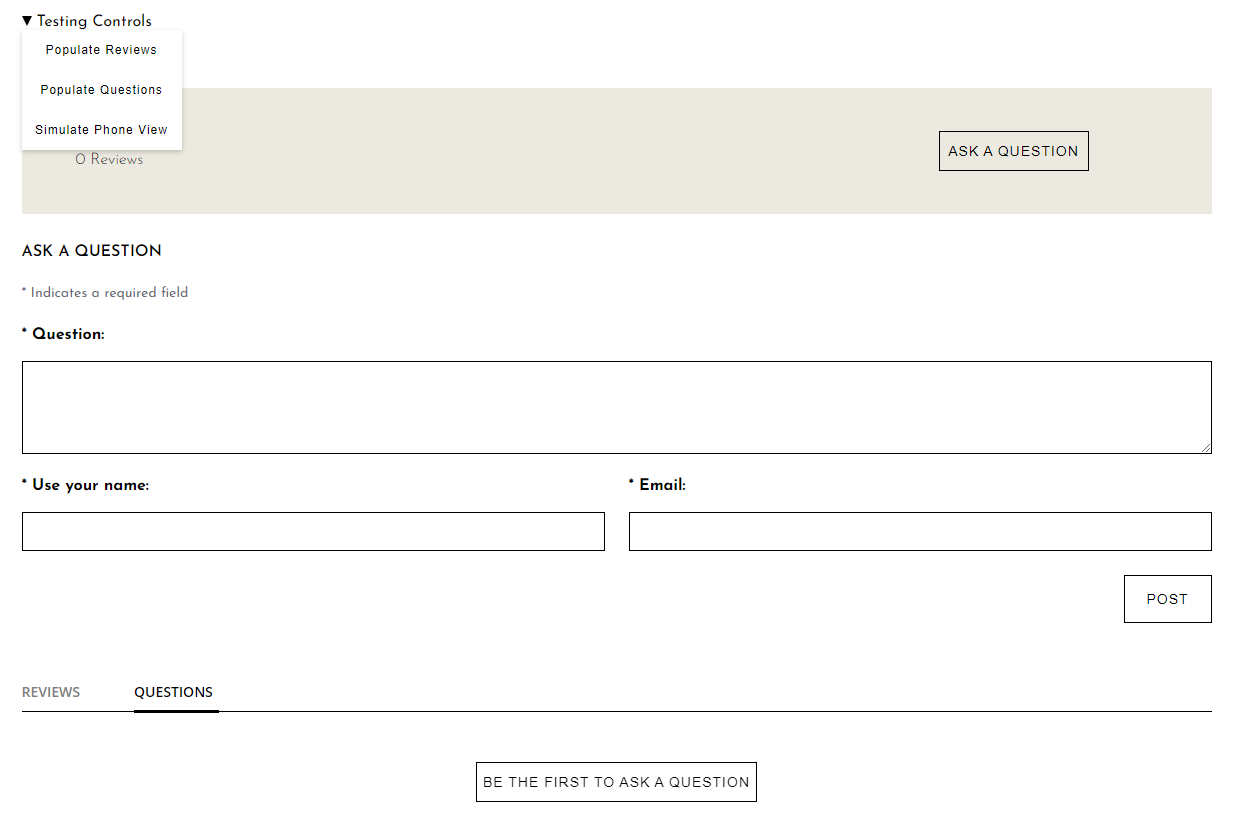 ▼ Testing Controls
Populate Reviews
Populate Questions
Simulate Phone View
0 Reviews
ASK A QUESTION
ASK A QUESTION
* Indicates a required field
* Question:
* Use your name:
* Email:
POST
REVIEWS
QUESTIONS
BE THE FIRST TO ASK A QUESTION